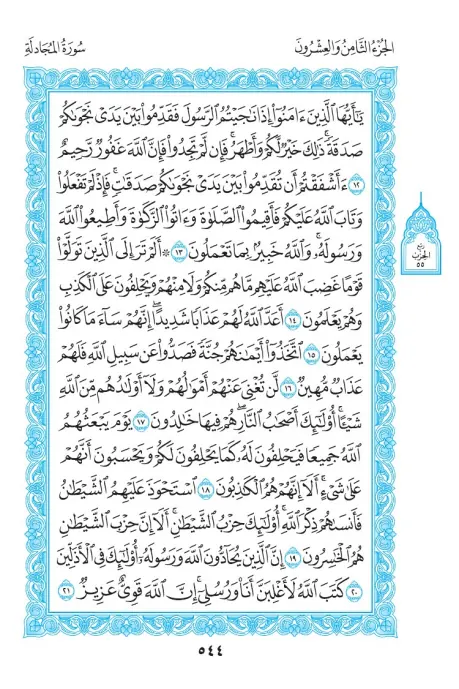 الجُزْءُ الثَّامِنُ وَالعِشْرُونَ
سُورَةُ المُجَادلَةِ
يَٰٓأَيُّهَا ٱلَّذِينَ ءَامَنُوٓاْ إِذَا نَٰجَيْتُمُ ٱلرَّسُولَ فَقَدِّمُواْ بَيْنَ يَدَىْ نَجْوَىٰكُمْ
صَدَقَةً ۚ ذَٰلِكَ خَيْرٌ لَّكُمْ وَأَطْهَرُ ۚ فَإِن لَّمْ تَجِدُواْ فَإِنَّ ٱللَّهَ غَفُورٌ رَّحِيمٌ
١٢ ءَأَشْفَقْتُمْ أَن تُقَدِّمُواْ بَيْنَ يَدَىْ نَجْوَىٰكُمْ صَدَقَٰتٍ ۚ فَإِذْ لَمْ تَفْعَلُواْ
وَتَابَ ٱللَّهُ عَلَيْكُمْ فَأَقِيمُواْ ٱلصَّلَوٰةَ وَءَاتُواْ ٱلزَّكَوٰةَ وَأَطِيعُواْ ٱللَّهَ
وَرَسُولَهُۥ ۚ وَٱللَّهُ خَبِيرٌۢ بِمَا تَعْمَلُونَ ١٣ ۞ أَلَمْ تَرَ إِلَى ٱلَّذِينَ تَوَلَّوْاْ
قَوْمًا غَضِبَ ٱللَّهُ عَلَيْهِم مَّا هُم مِّنكُمْ وَلَا مِنْهُمْ وَيَحْلِفُونَ عَلَى ٱلْكَذِبِ
وَهُمْ يَعْلَمُونَ ١٤ أَعَدَّ ٱللَّهُ لَهُمْ عَذَابًا شَدِيدًا ۖ إِنَّهُمْ سَآءَ مَا كَانُواْ
يَعْمَلُونَ ١٥ ٱتَّخَذُوٓاْ أَيْمَٰنَهُمْ جُنَّةً فَصَدُّواْ عَن سَبِيلِ ٱللَّهِ فَلَهُمْ
عَذَابٌ مُّهِينٌ ١٦ لَّن تُغْنِىَ عَنْهُمْ أَمْوَٰلُهُمْ وَلَآ أَوْلَٰدُهُم مِّنَ ٱللَّهِ
شَيْـًٔا ۚ أُوْلَٰٓئِكَ أَصْحَٰبُ ٱلنَّارِ ۖ هُمْ فِيهَا خَٰلِدُونَ ١٧ يَوْمَ يَبْعَثُهُمُ
ٱللَّهُ جَمِيعًا فَيَحْلِفُونَ لَهُۥ كَمَا يَحْلِفُونَ لَكُمْ ۖ وَيَحْسَبُونَ أَنَّهُمْ
عَلَىٰ شَىْءٍ ۚ أَلَآ إِنَّهُمْ هُمُ ٱلْكَٰذِبُونَ ١٨ ٱسْتَحْوَذَ عَلَيْهِمُ ٱلشَّيْطَٰنُ
فَأَنسَىٰهُمْ ذِكْرَ ٱللَّهِ ۚ أُوْلَٰٓئِكَ حِزْبُ ٱلشَّيْطَٰنِ ۚ أَلَآ إِنَّ حِزْبَ ٱلشَّيْطَٰنِ
هُمُ ٱلْخَٰسِرُونَ ١٩ إِنَّ ٱلَّذِينَ يُحَآدُّونَ ٱللَّهَ وَرَسُولَهُۥٓ أُوْلَٰٓئِكَ فِى ٱلْأَذَلِّينَ
٢٠ كَتَبَ ٱللَّهُ لَأَغْلِبَنَّ أَنَا۠ وَرُسُلِىٓ ۚ إِنَّ ٱللَّهَ قَوِىٌّ عَزِيزٌ ٢١
ربع
الحزب
٥٥
٥٤٤